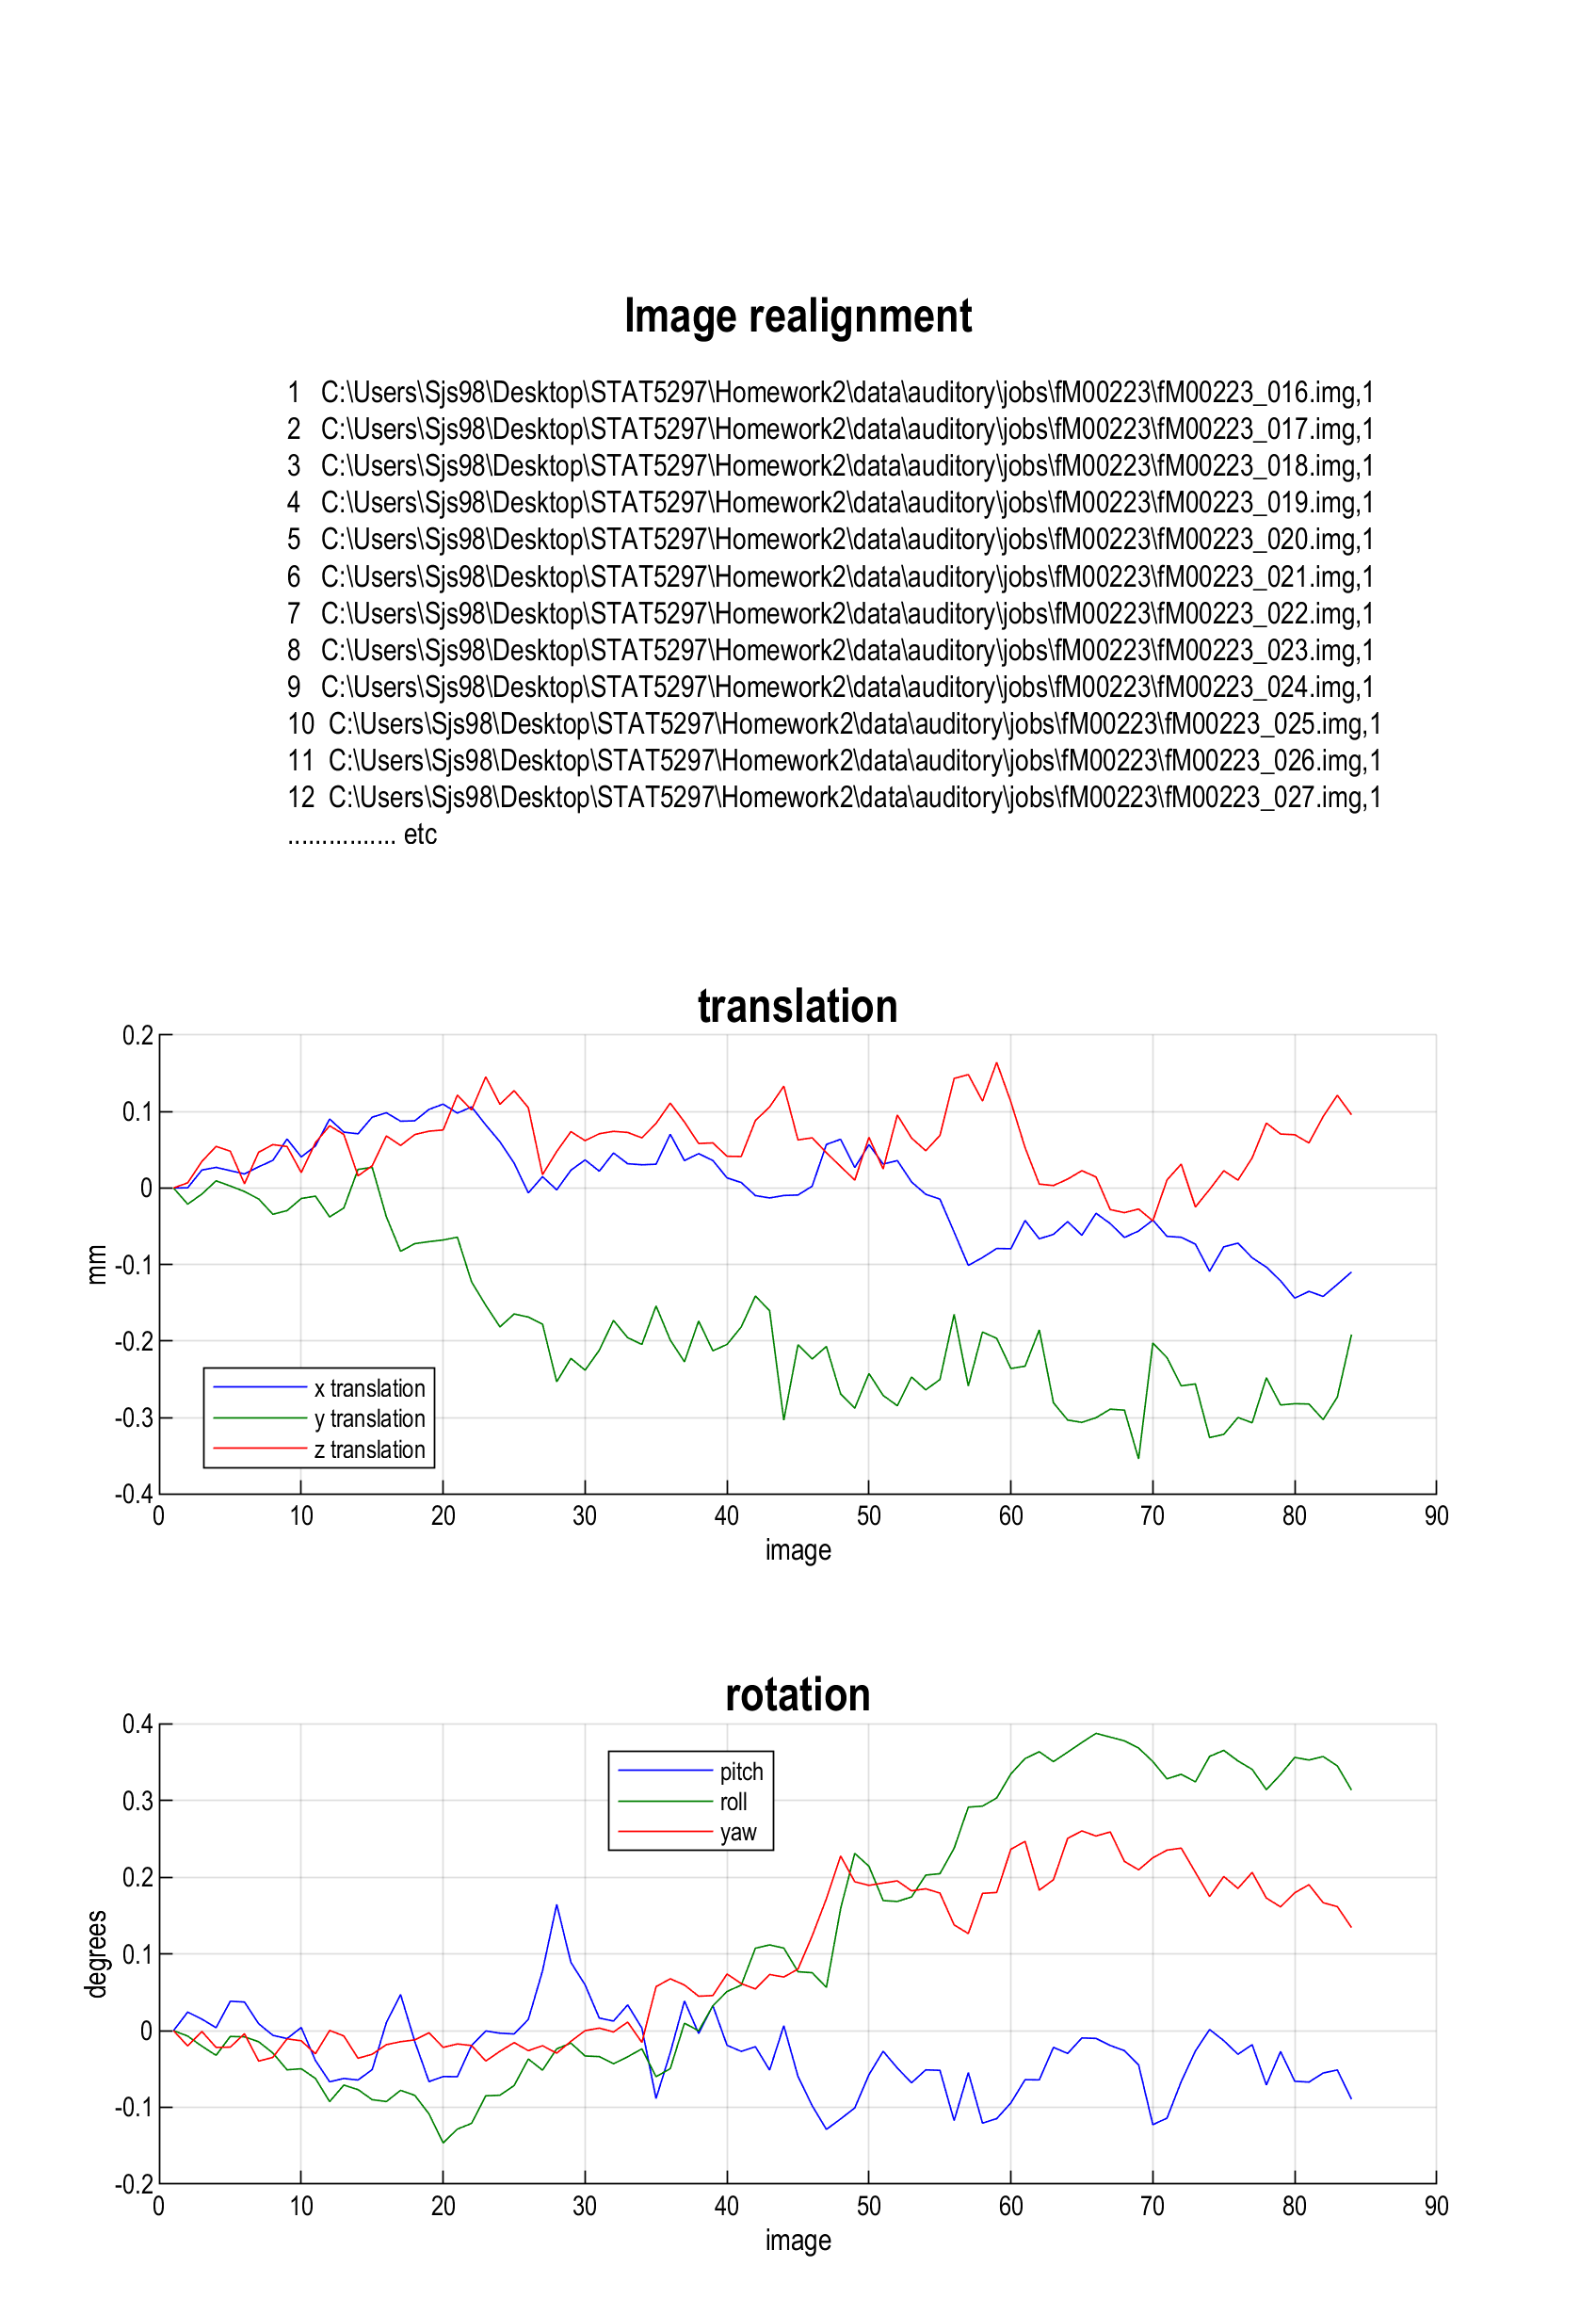 Image realignment
1 C:\Users\Sjs98\Desktop\STAT5297\Homework2\data\auditory\jobs\fM00223\fM00223_016.img,1
2 C:\Users\Sjs98\Desktop\STAT5297\Homework2\data\auditory\jobs\fM00223\fM00223_017.img,1
3 C:\Users\Sjs98\Desktop\STAT5297\Homework2\data\auditory\jobs\fM00223\fM00223_018.img,1
4 C:\Users\Sjs98\Desktop\STAT5297\Homework2\data\auditory\jobs\fM00223\fM00223_019.img,1
5 C:\Users\Sjs98\Desktop\STAT5297\Homework2\data\auditory\jobs\fM00223\fM00223_020.img,1
6 C:\Users\Sjs98\Desktop\STAT5297\Homework2\data\auditory\jobs\fM00223\fM00223_021.img,1
7 C:\Users\Sjs98\Desktop\STAT5297\Homework2\data\auditory\jobs\fM00223\fM00223_022.img,1
8 C:\Users\Sjs98\Desktop\STAT5297\Homework2\data\auditory\jobs\fM00223\fM00223_023.img,1
9 C:\Users\Sjs98\Desktop\STAT5297\Homework2\data\auditory\jobs\fM00223\fM00223_024.img,1
10 C:\Users\Sjs98\Desktop\STAT5297\Homework2\data\auditory\jobs\fM00223\fM00223_025.img,1
11 C:\Users\Sjs98\Desktop\STAT5297\Homework2\data\auditory\jobs\fM00223\fM00223_026.img,1
12 C:\Users\Sjs98\Desktop\STAT5297\Homework2\data\auditory\jobs\fM00223\fM00223_027.img,1
................ etc
translation
0.2
0.1
0
-0.1
-0.2
-0.3
-0.4
mm
x translation
y translation
z translation
0 10 20 30 40 50 60 70 80 90
image
rotation
0.4
0.3
0.2
0.1
0
-0.1
-0.2
degrees
pitch
roll
yaw
0 10 20 30 40 50 60 70 80 90
image